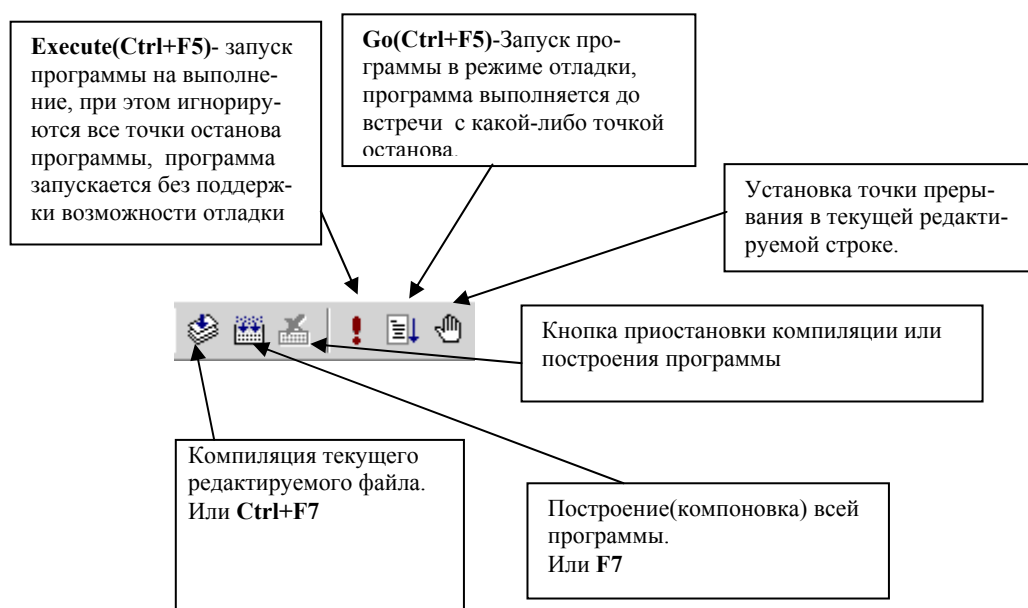 Execute(Ctrl+F5)- запуск
программы на выполне-
ние, при этом игнориру-
ются все точки останова
программы,  программа
запускается без поддерж-
ки возможности отладки
Go(Ctrl+F5)-Запуск про-
граммы в режиме отладки,
программа выполняется до
встречи  с какой-либо точкой
останова.
Установка точки преры-
вания в текущей редакти-
руемой строке.
Кнопка приостановки компиляции или
построения программы
Компиляция текущего
редактируемого файла.
Или Ctrl+F7
Построение(компоновка) всей
программы.
Или F7